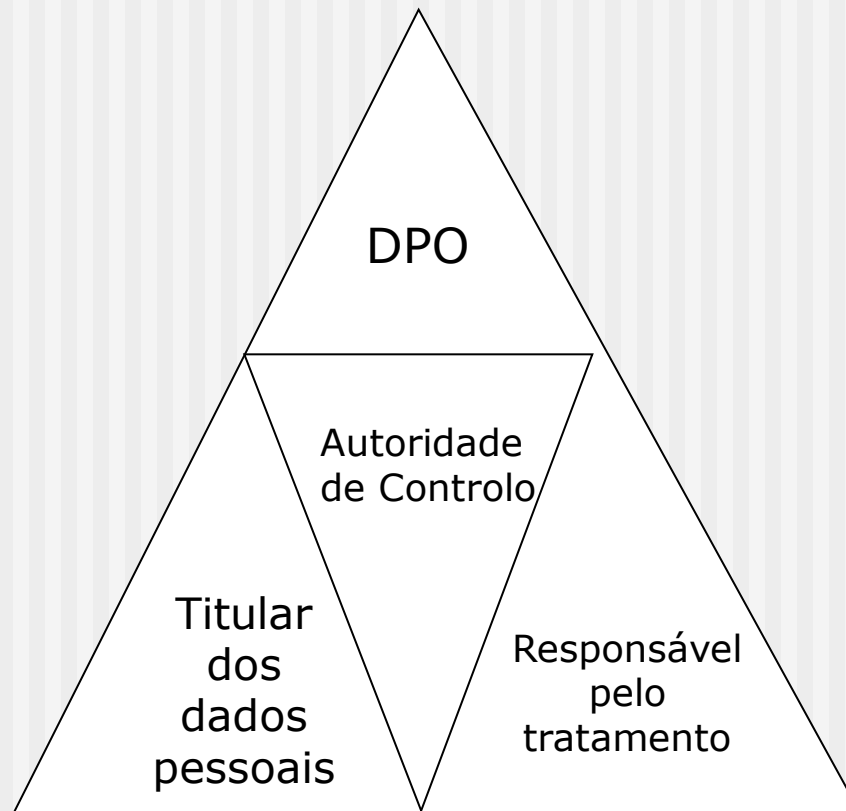 DPO
Autoridade
de Controlo
Titular
dos
dados
pessoais
Responsável
pelo
tratamento